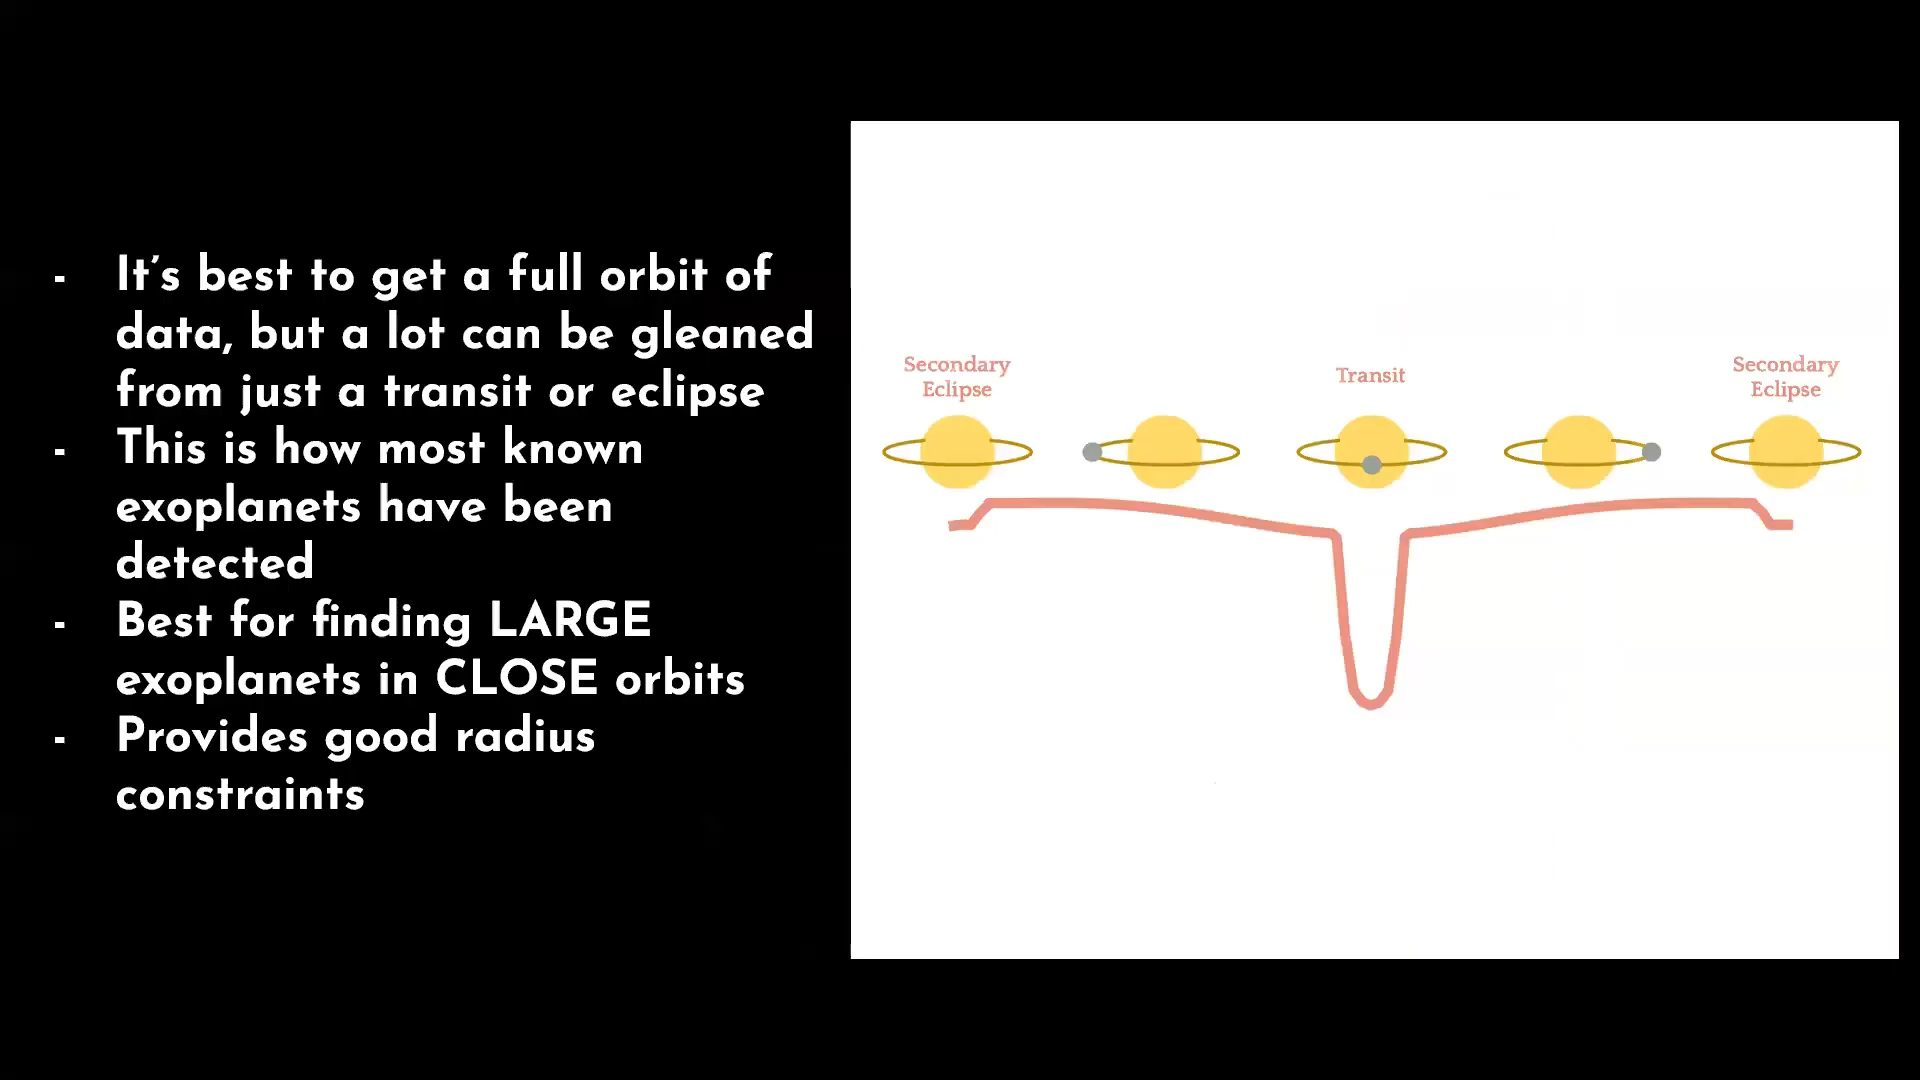 - It's best to get a full orbit of
data, but a lot can be gleaned
from just a transit or eclipse
- This is how most known
exoplanets have been
detected
- Best for finding LARGE
exoplanets in CLOSE orbits
- Provides good radius
constraints
Secondary
Eclipse
Transit
Secondary
Eclipse